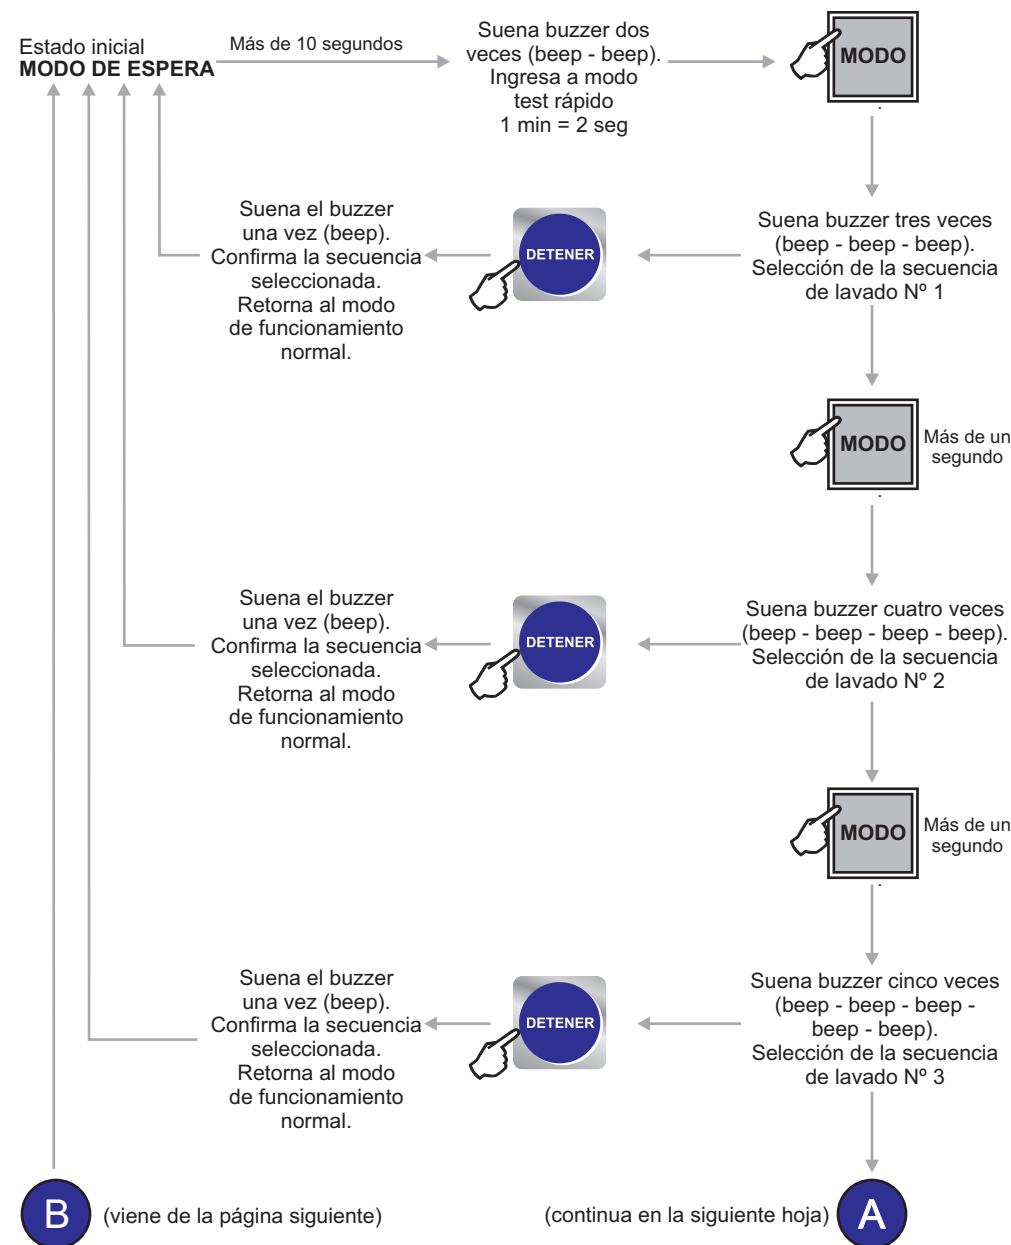 Estado inicial
MODO DE ESPERA
Más de 10 segundos
Suena buzzer dos
veces (beep - beep).
Ingresa a modo
test rápido
1 min = 2 seg
MODO
Suena buzzer tres veces
(beep - beep - beep).
Selección de la secuencia
de lavado Nº 1
DETENER
Suena el buzzer
una vez (beep).
Confirma la secuencia
seleccionada.
Retorna al modo
de funcionamiento
normal.
MODO
Más de un
segundo
Suena buzzer cuatro veces
(beep - beep - beep - beep).
Selección de la secuencia
de lavado Nº 2
DETENER
Suena el buzzer
una vez (beep).
Confirma la secuencia
seleccionada.
Retorna al modo
de funcionamiento
normal.
MODO
Más de un
segundo
Suena buzzer cinco veces
(beep - beep - beep -
beep - beep).
Selección de la secuencia
de lavado Nº 3
DETENER
Suena el buzzer
una vez (beep).
Confirma la secuencia
seleccionada.
Retorna al modo
de funcionamiento
normal.
B
(viene de la página siguiente)
(continua en la siguiente hoja)
A